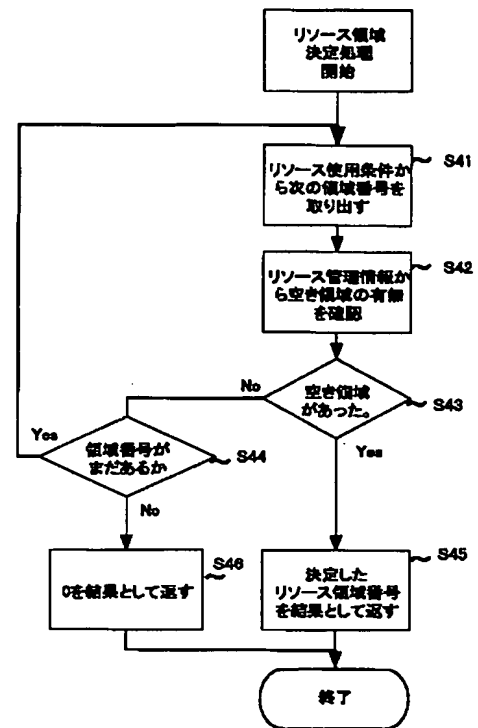 リソース領域
決定処理
開始
S41
リソース使用条件か
ら次の領域番号を
取り出す
S42
リソース管理情報か
ら空き領域の有無
を確認
No
空き領域
があった。
S43
Yes
領域番号が
まだあるか
S44
Yes
No
S46
0を結果として返す
S45
決定した
リソース領域番号
を結果として返す
終了